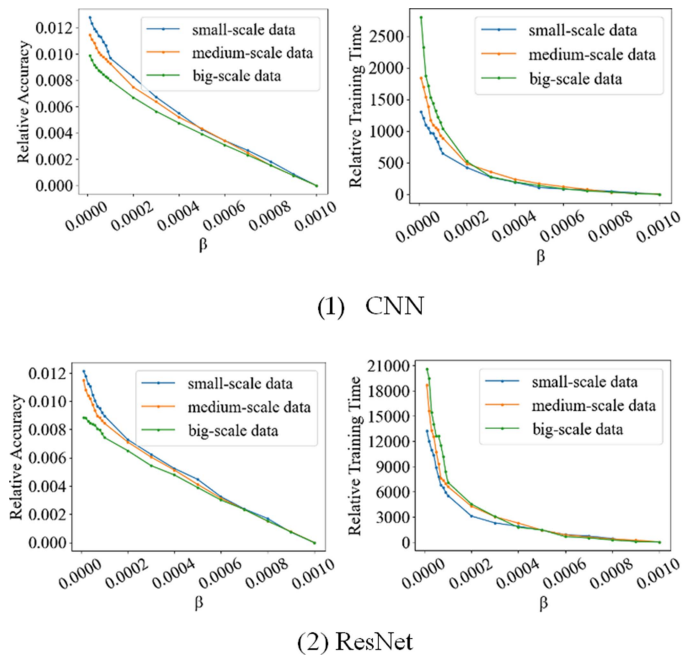 Relative Accuracy
0.012
0.010
0.008
0.006
0.004
0.002
0.000
small-scale data
medium-scale data
big-scale data
0.0000
0.0002
0.0004
0.0006
0.0008
0.0010
β
Relative Training Time
2500
2000
1500
1000
500
0
small-scale data
medium-scale data
big-scale data
0.0000
0.0002
0.0004
0.0006
0.0008
0.0010
β
(1) CNN
Relative Accuracy
0.012
0.010
0.008
0.006
0.004
0.002
0.000
small-scale data
medium-scale data
big-scale data
0.0000
0.0002
0.0004
0.0006
0.0008
0.0010
β
Relative Training Time
21000
18000
15000
12000
9000
6000
3000
0
small-scale data
medium-scale data
big-scale data
0.0000
0.0002
0.0004
0.0006
0.0008
0.0010
β
(2) ResNet